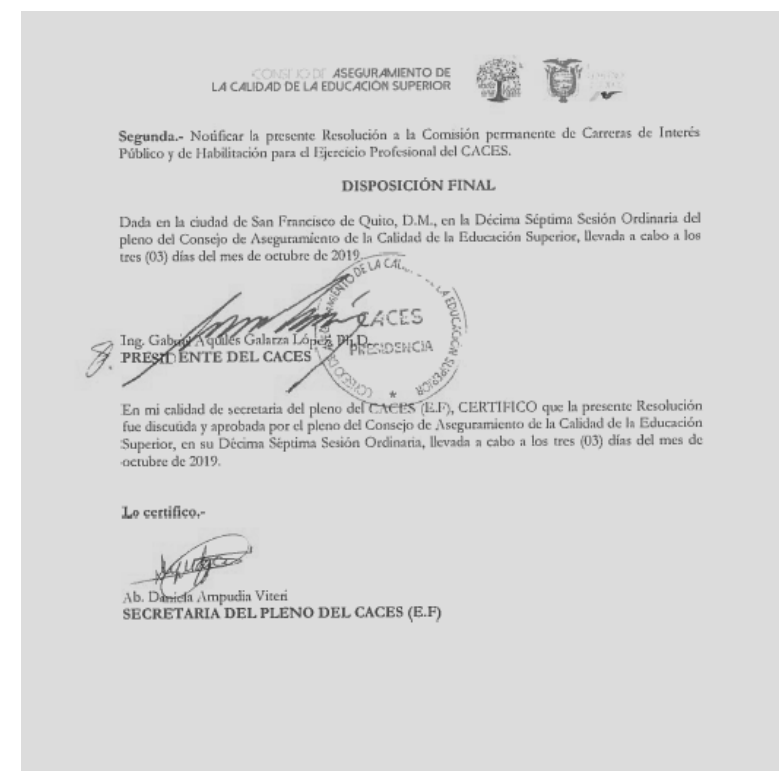 CONSEJO DE ASEGURAMIENTO DE
LA CALIDAD DE LA EDUCACIÓN SUPERIOR
Segunda.- Notificar la presente Resolución a la Comisión permanente de Carreras de Interés
Público y de Habilitación para el Ejercicio Profesional del CACES.
DISPOSICIÓN FINAL
Dada en la ciudad de San Francisco de Quito, D.M., en la Décima Séptima Sesión Ordinaria del
pleno del Consejo de Aseguramiento de la Calidad de la Educación Superior, llevada a cabo a los
tres (03) días del mes de octubre de 2019.
CACES
PRESIDENCIA
Ing. Gabriel Aquiles Galarza López, Ph.D.
PRESIDENTE DEL CACES
En mi calidad de secretaria del pleno del CACES (E.F), CERTIFICO que la presente Resolución
fue discutida y aprobada por el pleno del Consejo de Aseguramiento de la Calidad de la Educación
Superior, en su Décima Séptima Sesión Ordinaria, llevada a cabo a los tres (03) días del mes de
octubre de 2019.
Lo certifico,-
Ab. Daniela Ampudia Viteri
SECRETARIA DEL PLENO DEL CACES (E.F)